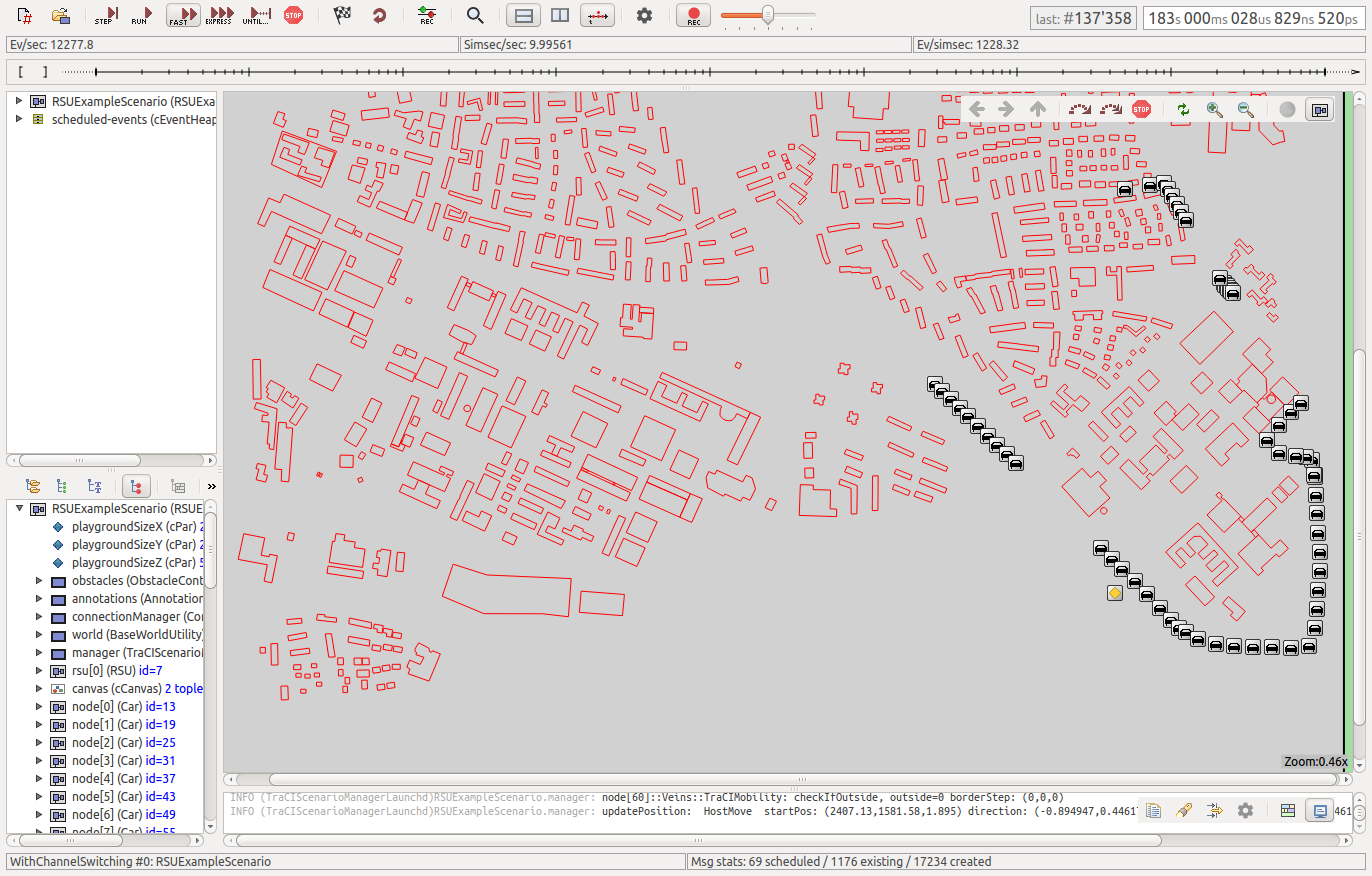 STEP RUN FAST EXPRESS UNTIL... STOP REC REC last: #137'358 183s 000ms 028us 829ns 520ps
Ev/sec: 12277.8 Simsec/sec: 9.99561 Ev/simsec: 1228.32
[ ]
RSUExampleScenario (RSUExa
scheduled-events (cEventHeap
STOP
RSUExampleScenario (RSUE
playgroundSizeX (cPar) 2
playgroundSizeY (cPar) 2
playgroundSizeZ (cPar) 5
obstacles (ObstacleCont
annotations (Annotation
connectionManager (Con
world (BaseWorldUtility)
manager (TraCIScenarioM
rsu[0] (RSU) id=7
canvas (cCanvas) 2 tople
node[0] (Car) id=13
node[1] (Car) id=19
node[2] (Car) id=25
node[3] (Car) id=31
node[4] (Car) id=37
node[5] (Car) id=43
node[6] (Car) id=49
node[7] (Car) id=55
Zoom:0.46x
INFO (TraCIScenarioManagerLaunchd)RSUExampleScenario.manager: node[60]::Veins::TraCIMobility: checkIfOutside, outside=0 borderStep: (0,0,0)
INFO (TraCIScenarioManagerLaunchd)RSUExampleScenario.manager: updatePosition: HostMove startPos: (2407.13,1581.58,1.895) direction: (-0.894947,0.4461
WithChannelSwitching #0: RSUExampleScenario Msg stats: 69 scheduled / 1176 existing / 17234 created